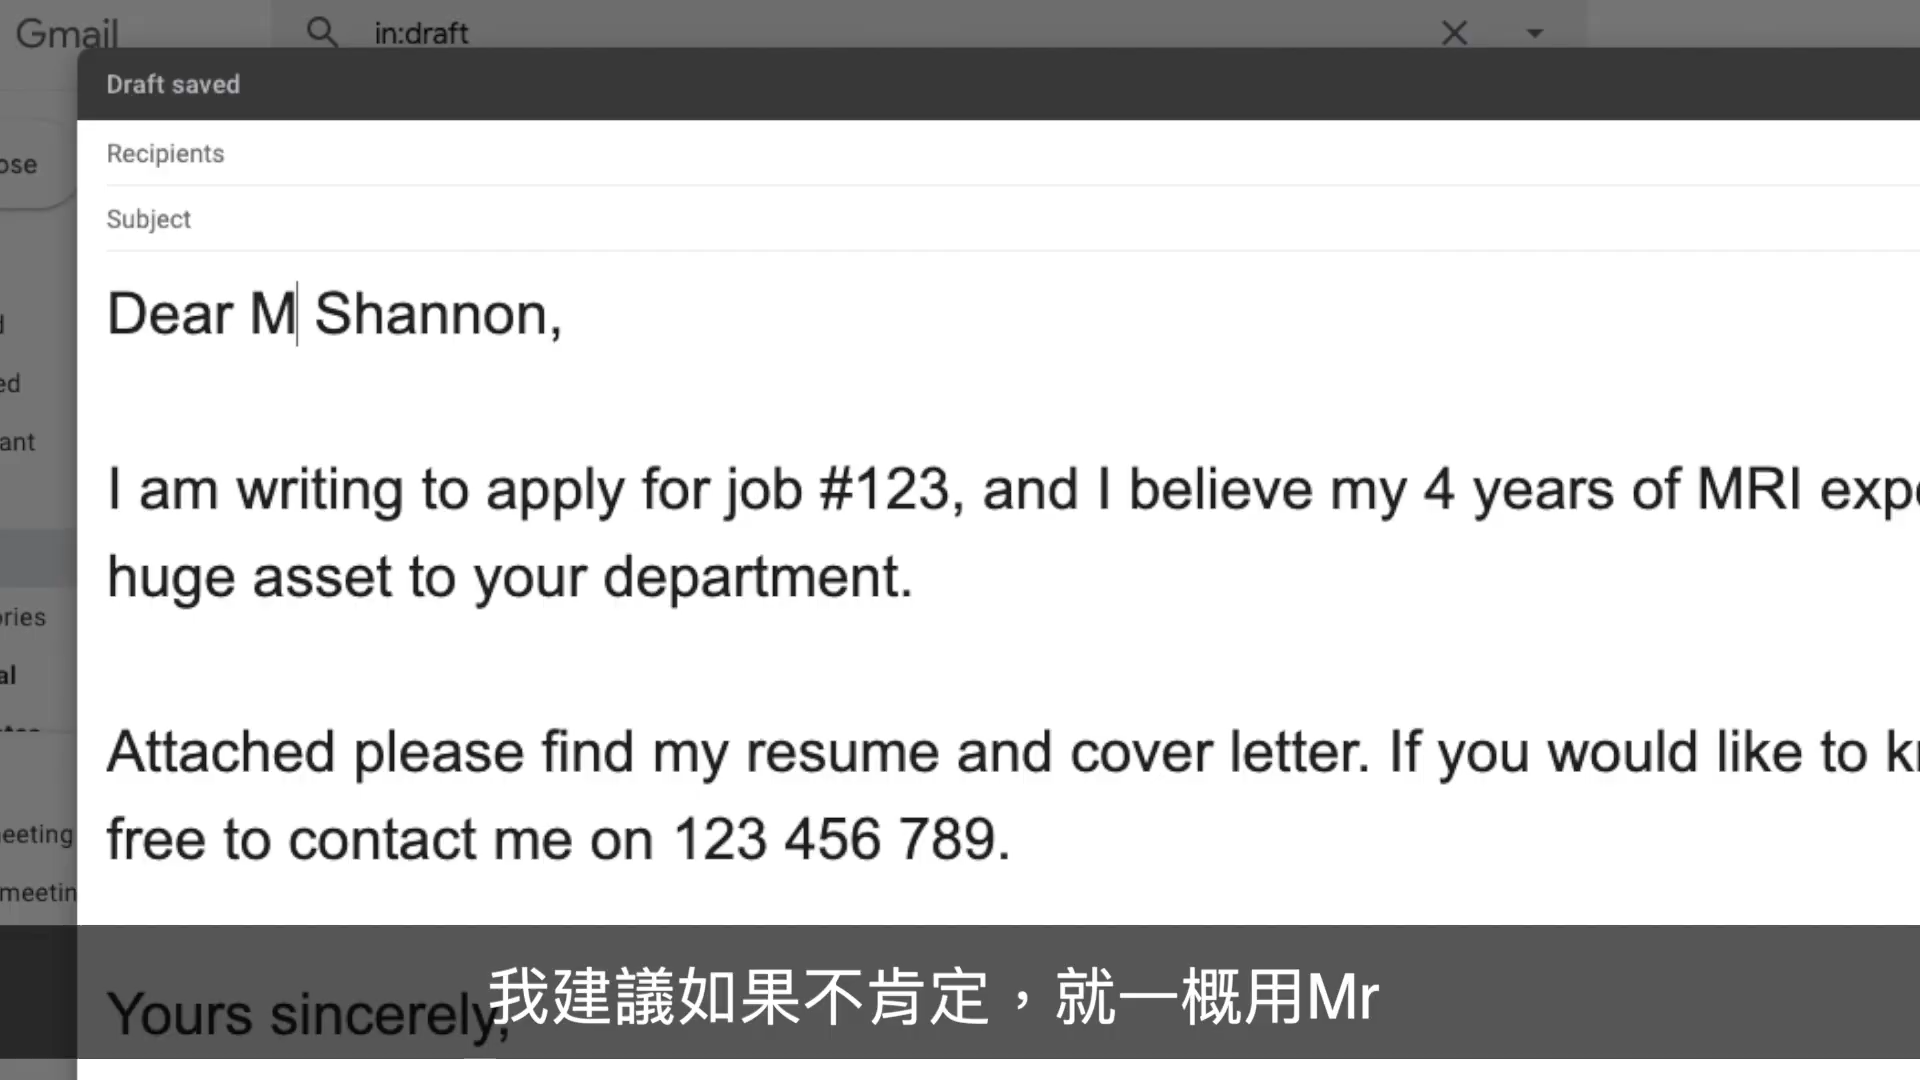 Gmail
in:draft
Draft saved
ose
Recipients
Subject
Dear M Shannon,
ed
ant
I am writing to apply for job #123, and I believe my 4 years of MRI expe
huge asset to your department.
ories
al
Attached please find my resume and cover letter. If you would like to k
free to contact me on 123 456 789.
meeting
meetin
Yours sincerely,
我建議如果不肯定，就一概用Mr